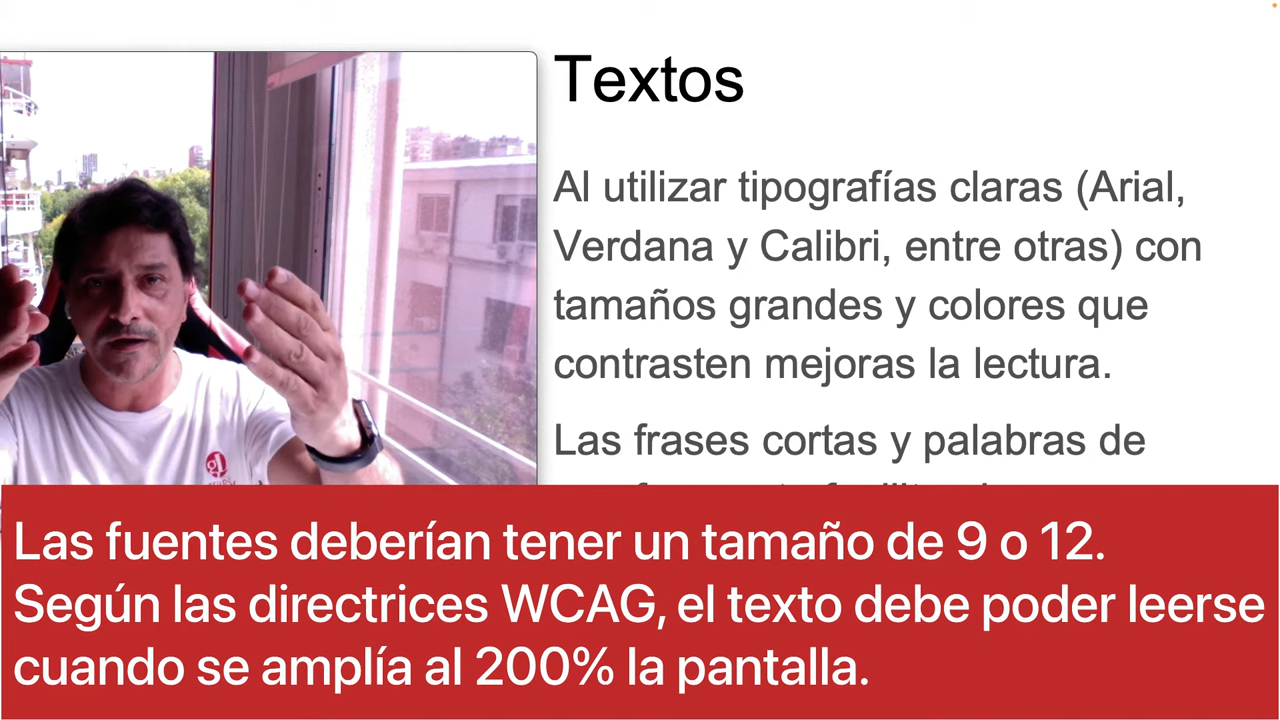 Textos
Al utilizar tipografías claras (Arial,
Verdana y Calibri, entre otras) con
tamaños grandes y colores que
contrasten mejoras la lectura.
Las frases cortas y palabras de
Las fuentes deberían tener un tamaño de 9 o 12.
Según las directrices WCAG, el texto debe poder leerse
cuando se amplía al 200% la pantalla.